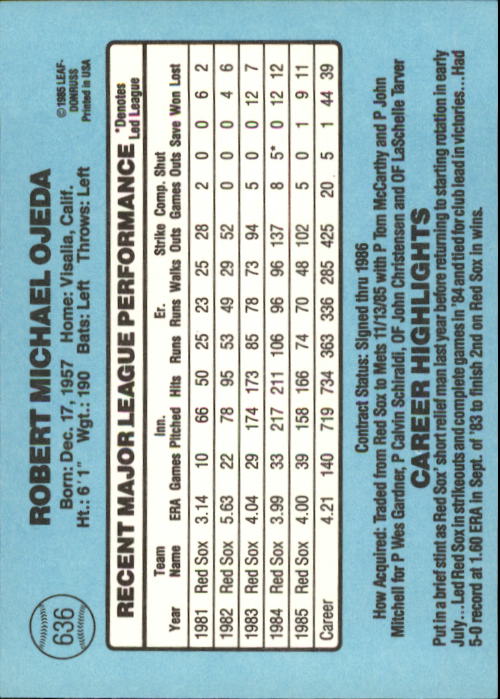 636
ROBERT MICHAEL OJEDA
Born: Dec. 17, 1957 Home: Visalia, Calif.
Ht.: 6'1" Wgt.: 190 Bats: Left Throws: Left
©1985 LEAF-
DONRUSS
Printed in USA
RECENT MAJOR LEAGUE PERFORMANCE
*Denotes
Led League
Team Inn. Er. Strike Comp. Shut
Year Name ERA Games Pitched Hits Runs Runs Walks Outs Games Outs Save Won Lost
1981 Red Sox 3.14 10 66 50 25 23 25 28 2 0 0 6 2
1982 Red Sox 5.63 22 78 95 53 49 29 52 0 0 0 4 6
1983 Red Sox 4.04 29 174 173 85 78 73 94 5 0 0 12 7
1984 Red Sox 3.99 33 217 211 106 96 96 137 8 5* 0 12 12
1985 Red Sox 4.00 39 158 166 74 70 48 102 5 0 1 9 11
Career 4.21 140 719 734 363 336 285 425 20 5 1 44 39
Contract Status: Signed thru 1986
How Acquired: Traded from Red Sox to Mets 11/13/85 with P Tom McCarthy and P John
Mitchell for P Wes Gardner, P Calvin Schiraldi, OF John Christensen and OF LaSchelle Tarver
CAREER HIGHLIGHTS
Put in a brief stint as Red Sox' short relief man last year before returning to starting rotation in early
July...Led Red Sox in strikeouts and complete games in '84 and tied for club lead in victories...Had
5-0 record at 1.60 ERA in Sept. of '83 to finish 2nd on Red Sox in wins.